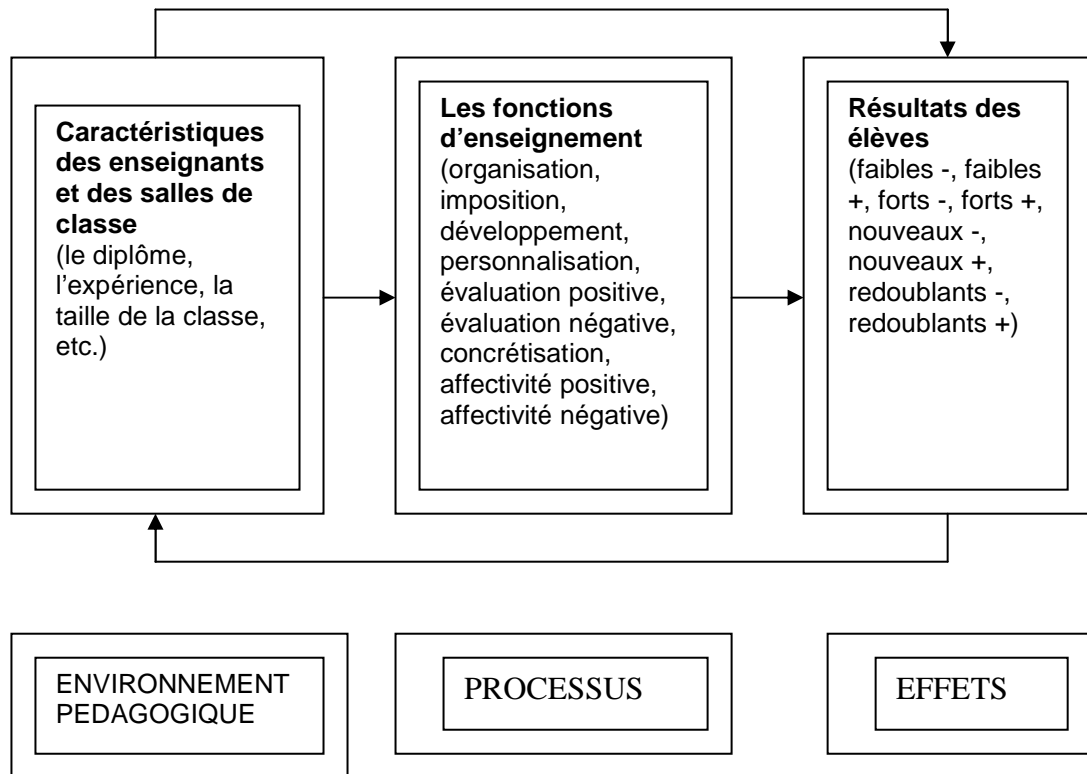 Caractéristiques
des enseignants
et des salles de
classe
(le diplôme,
l’expérience, la
taille de la classe,
etc.)
Les fonctions
d’enseignement
(organisation,
imposition,
développement,
personnalisation,
évaluation positive,
évaluation négative,
concrétisation,
affectivité positive,
affectivité négative)
Résultats des
élèves
(faibles -, faibles
+, forts -, forts +,
nouveaux -,
nouveaux +,
redoublants -,
redoublants +)
ENVIRONNEMENT
PEDAGOGIQUE
PROCESSUS
EFFETS